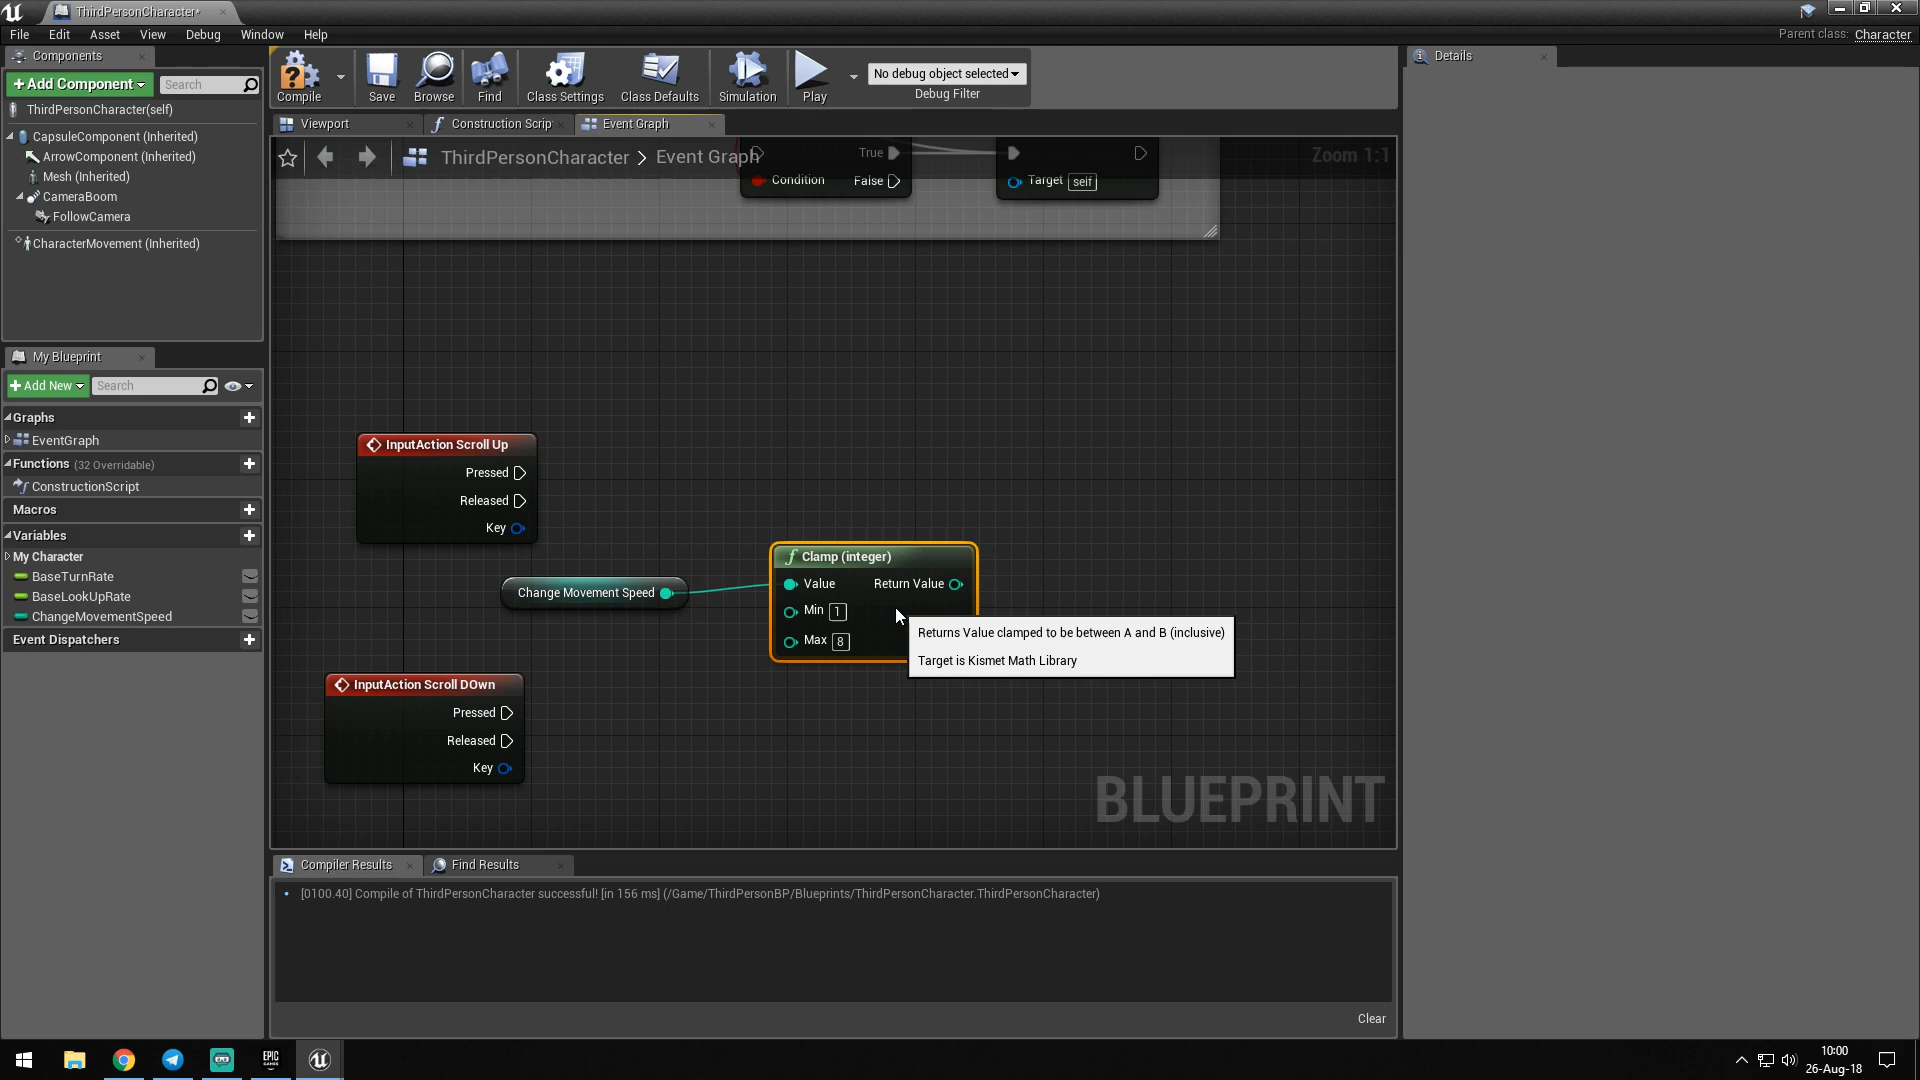 ThirdPersonCharacter*
File Edit Asset View Debug Window Help
Parent class: Character
Components
Add Component
Search
ThirdPersonCharacter(self)
CapsuleComponent (Inherited)
ArrowComponent (Inherited)
Mesh (Inherited)
CameraBoom
FollowCamera
CharacterMovement (Inherited)
My Blueprint
Add New
Search
Graphs
EventGraph
Functions (32 Overridable)
ConstructionScript
Macros
Variables
My Character
BaseTurnRate
BaseLookUpRate
ChangeMovementSpeed
Event Dispatchers
Compile
Save
Browse
Find
Class Settings
Class Defaults
Simulation
Play
No debug object selected
Debug Filter
Viewport
Construction Scrip
Event Graph
ThirdPersonCharacter > Event Graph
Zoom 1:1
True
Condition
False
Target self
InputAction Scroll Up
Pressed
Released
Key
Change Movement Speed
Clamp (integer)
Value
Return Value
Min 1
Max 8
Returns Value clamped to be between A and B (inclusive)
Target is Kismet Math Library
InputAction Scroll DOwn
Pressed
Released
Key
BLUEPRINT
Compiler Results
Find Results
[0100.40] Compile of ThirdPersonCharacter successful! [in 156 ms] (/Game/ThirdPersonBP/Blueprints/ThirdPersonCharacter.ThirdPersonCharacter)
Clear
Details
EPIC
GAMES
10:00
26-Aug-18